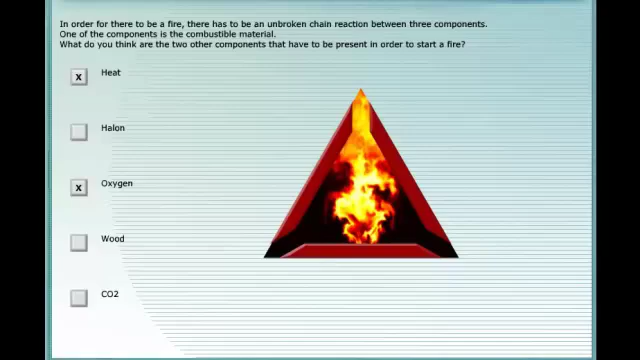 In order for there to be a fire, there has to be an unbroken chain reaction between three components.
One of the components is the combustible material.
What do you think are the two other components that have to be present in order to start a fire?
x Heat
Halon
x Oxygen
Wood
CO2